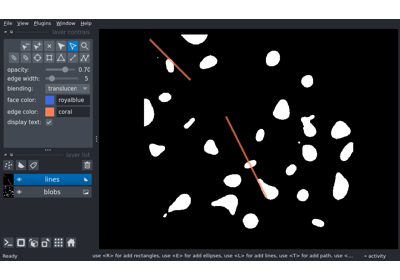 File View Plugins Window Help
layer controls
opacity: 0.70
edge width: 5
blending: translucen
face color: royalblue
edge color: coral
display text:
layer list
lines
blobs
Ready use <R> for add rectangles, use <E> for add ellipses, use <L> for add lines, use <T> for add path, use <... activity